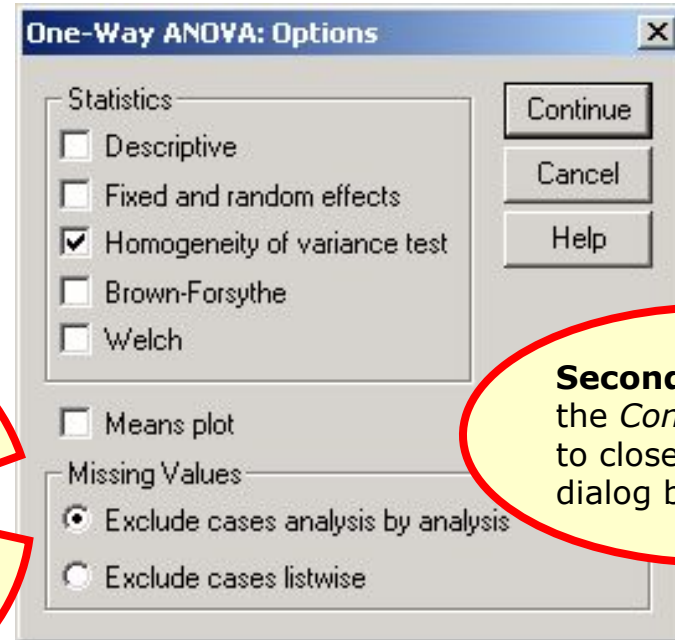 One-Way ANOVA: Options
Statistics
Descriptive
Fixed and random effects
Homogeneity of variance test
Brown-Forsythe
Welch
Means plot
Missing Values
Exclude cases analysis by analysis
Exclude cases listwise
Continue
Cancel
Help
Second
the
to close
dialog